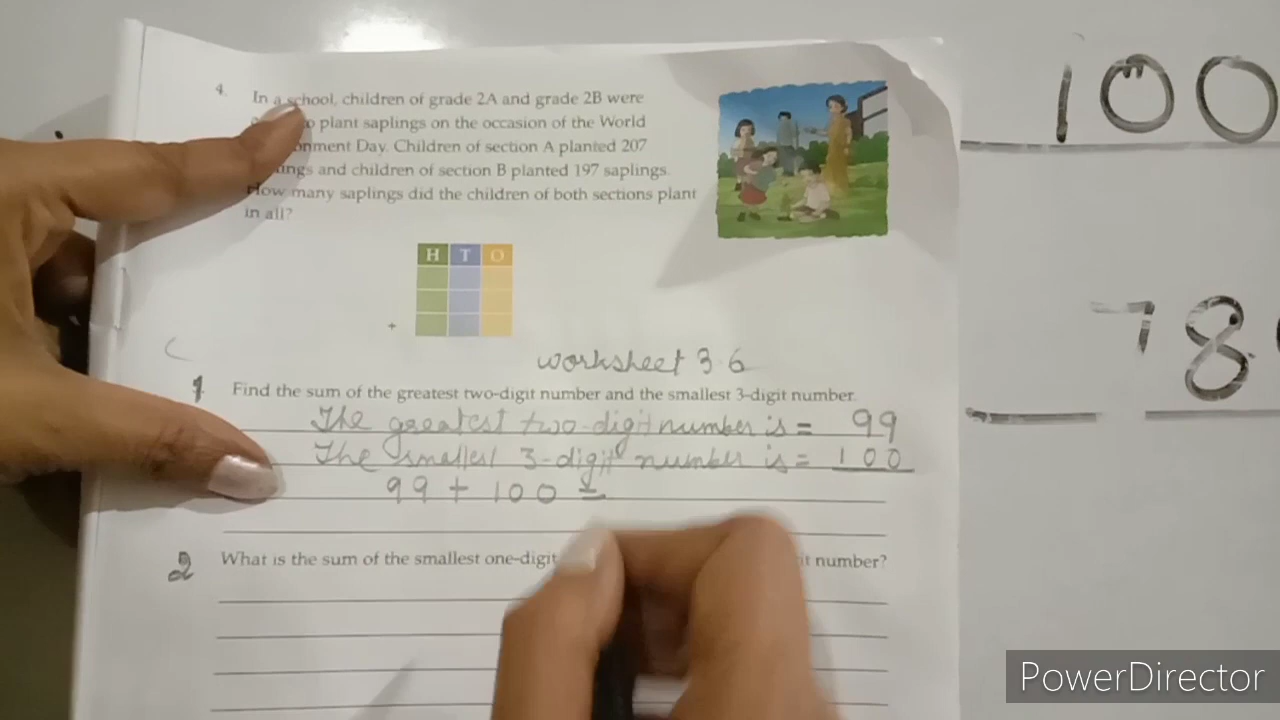 4. In a school, children of grade 2A and grade 2B were
to plant saplings on the occasion of the World
Day. Children of section A planted 207
and children of section B planted 197 saplings.
How many saplings did the children of both sections plant
in all?
H T O
+
worksheet 3.6
1 Find the sum of the greatest two-digit number and the smallest 3-digit number.
The greatest two-digit number is = 99
The smallest 3-digit number is = 100
99 + 100 =
2 What is the sum of the smallest one-digit number?
100
78
PowerDirector